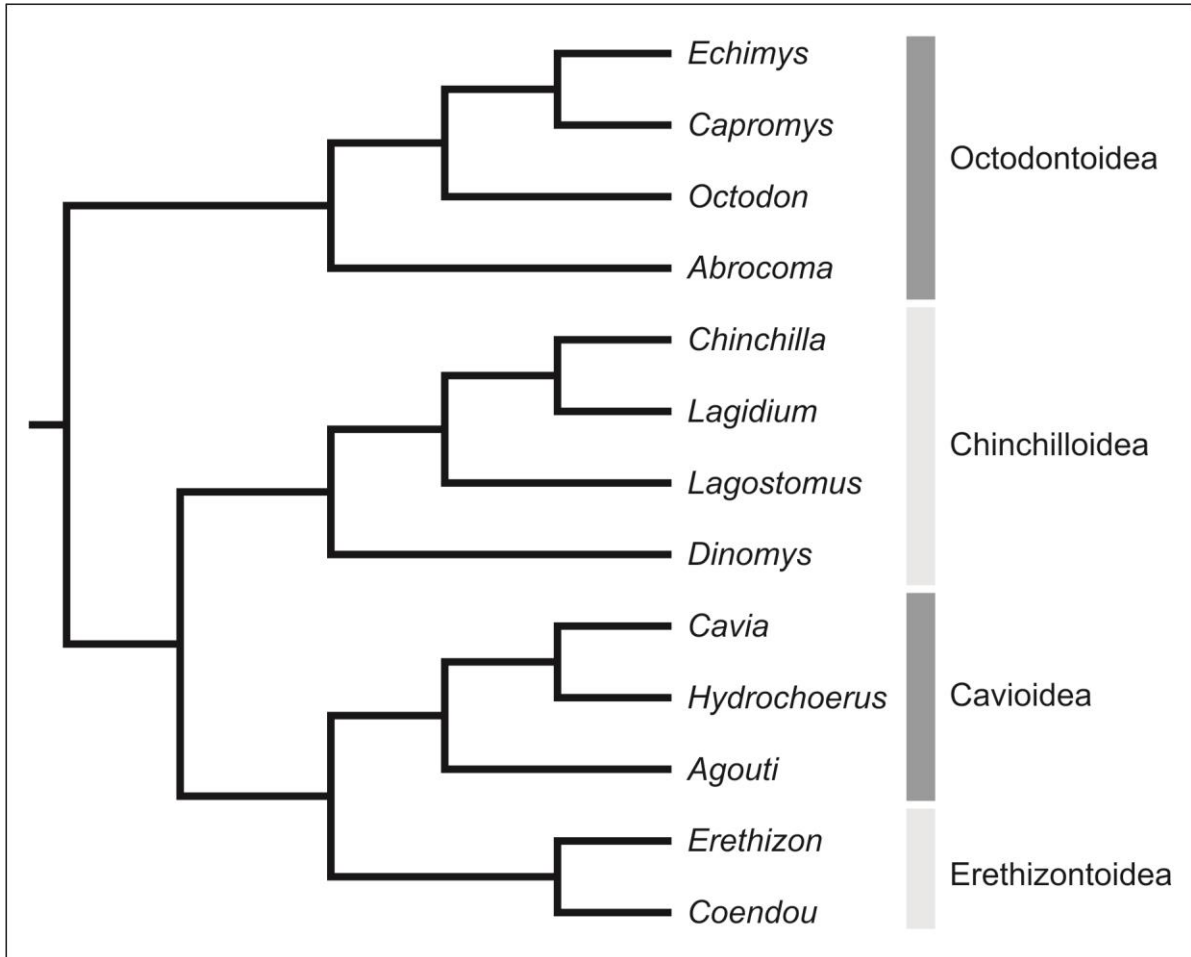 Echimys
Capromys
Octodon
Abrocoma
Octodontoidea
Chinchilla
Lagidium
Lagostomus
Dinomys
Chinchilloidea
Cavia
Hydrochoerus
Agouti
Cavioidea
Erethizon
Coendou
Erethizontoidea